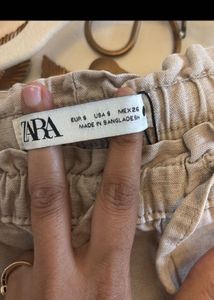 ZARA
EUR S USA S MEX 26
MADE IN BANGLADESH